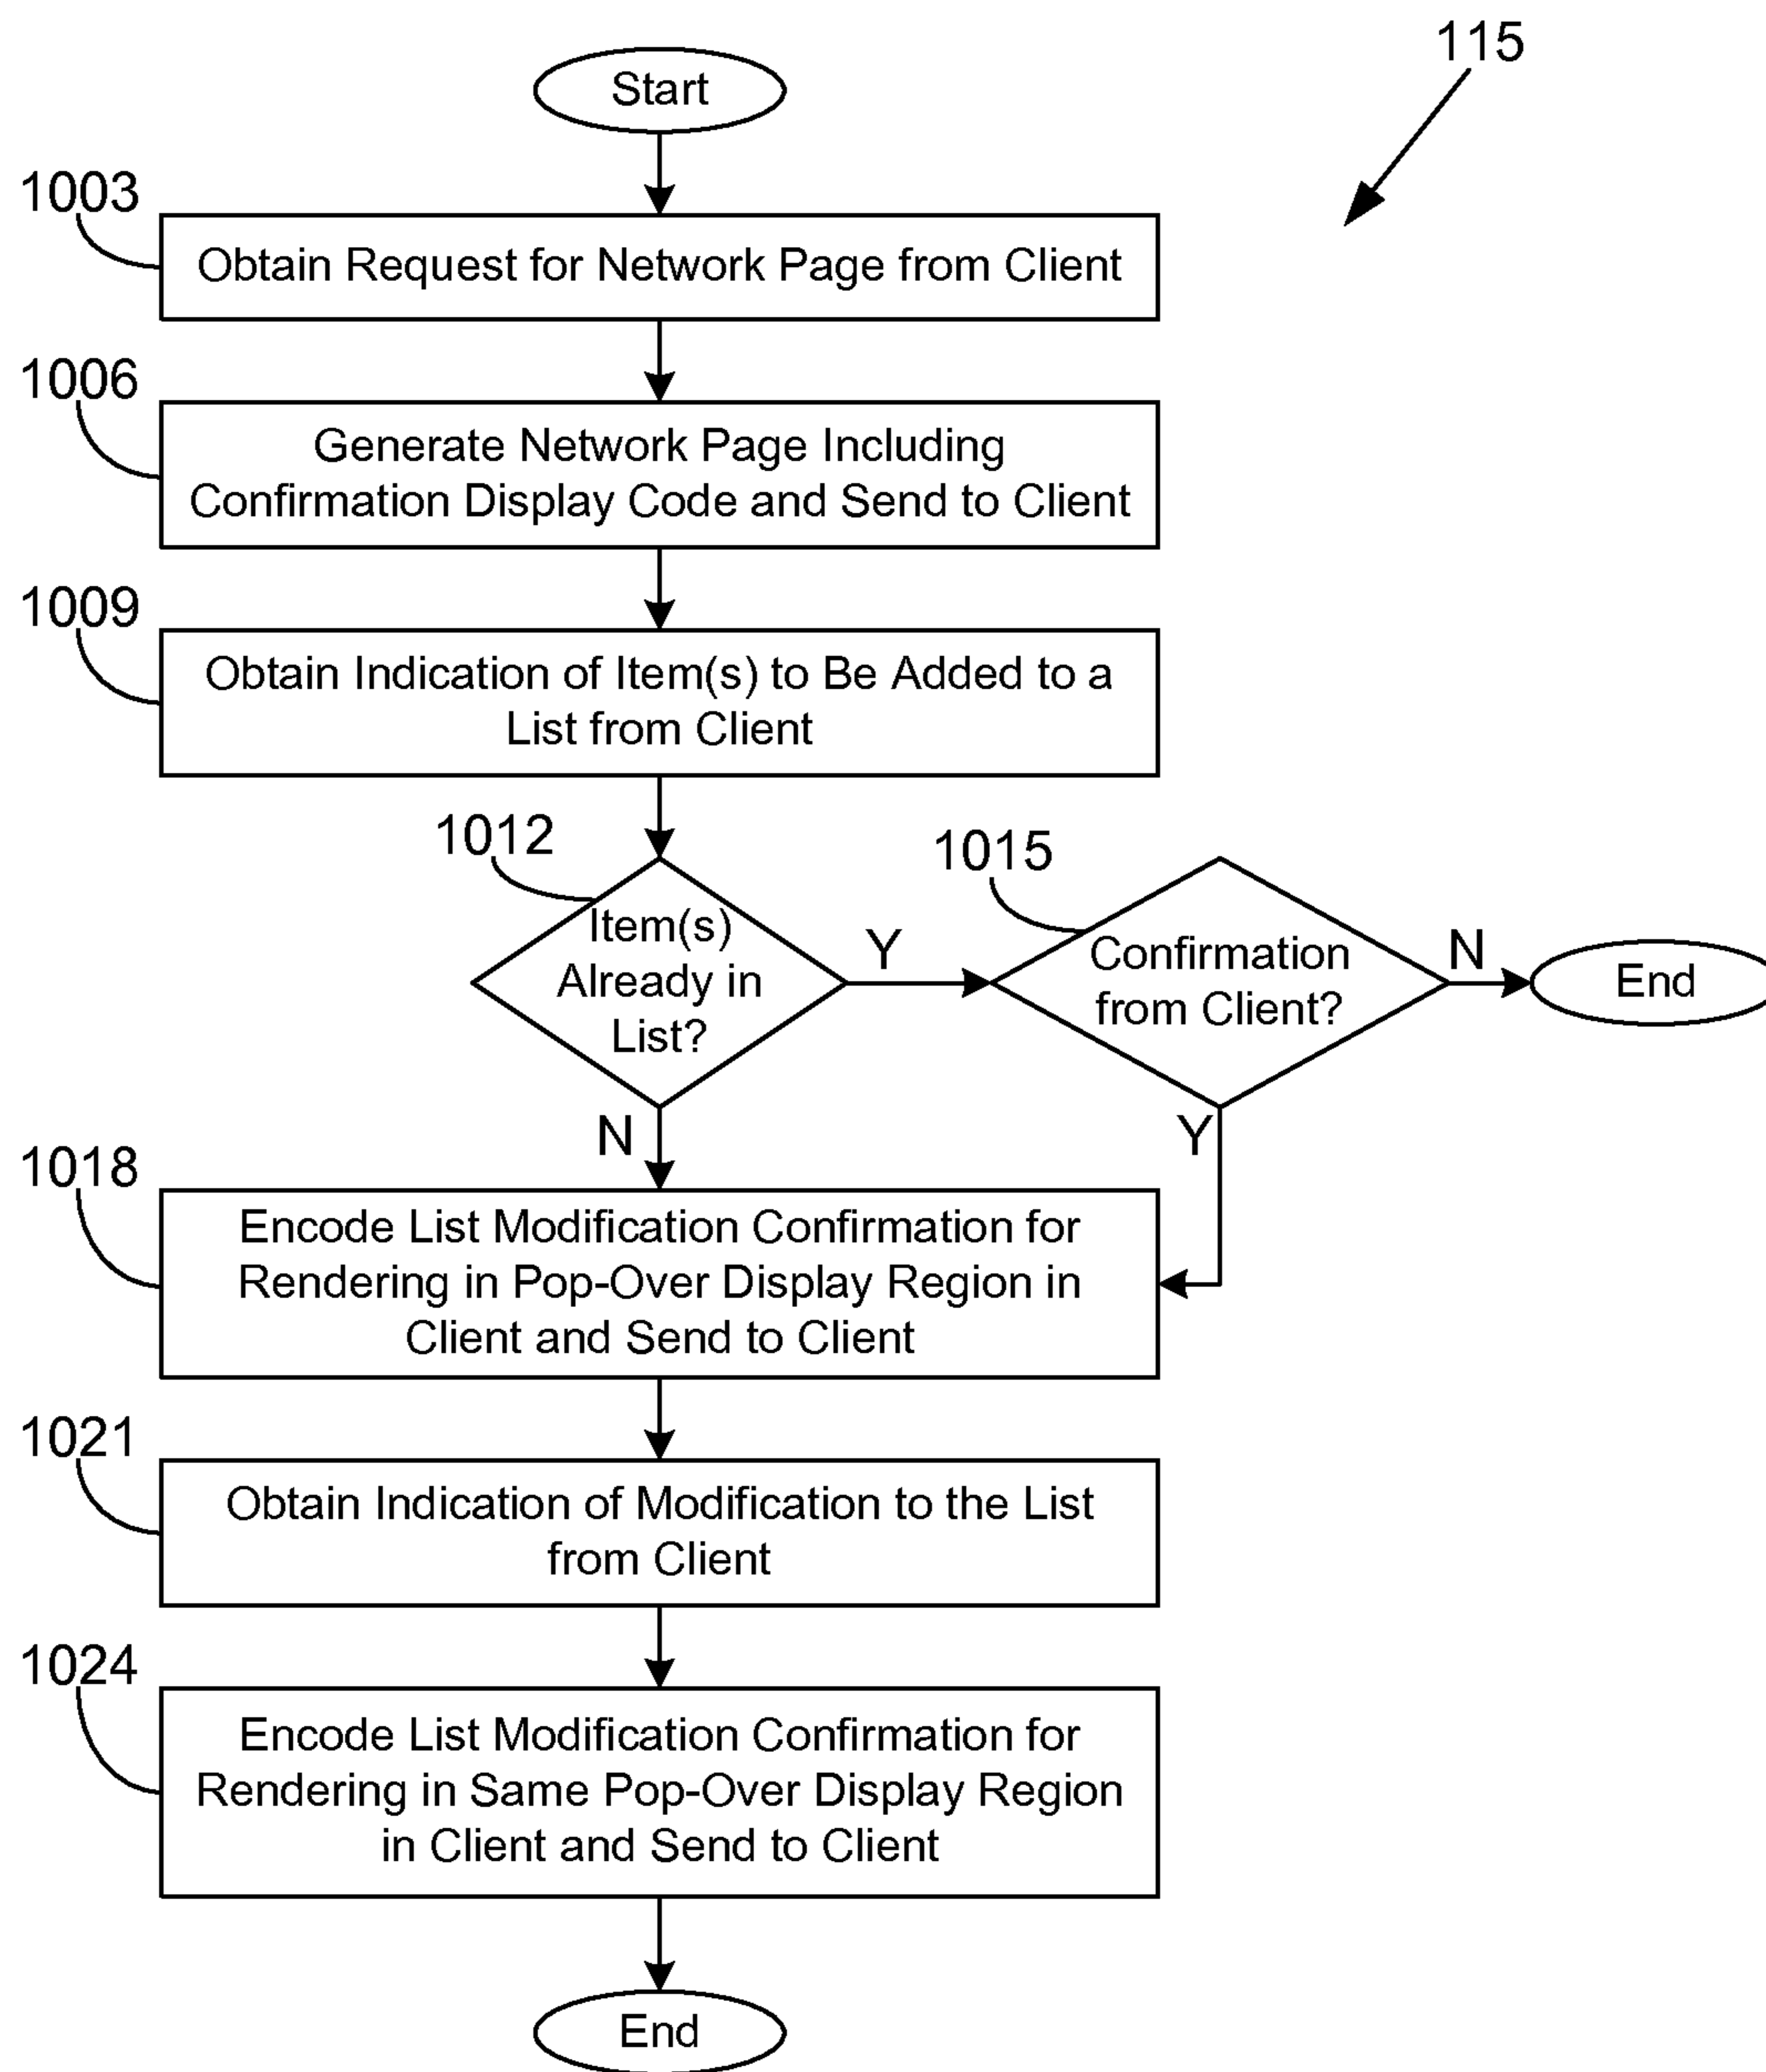 115
Start
1003
Obtain Request for Network Page from Client
1006
Generate Network Page Including
Confirmation Display Code and Send to Client
1009
Obtain Indication of Item(s) to Be Added to a
List from Client
1012
Item(s)
Already in
List?
Y
1015
Confirmation
from Client?
N
End
N
Y
1018
Encode List Modification Confirmation for
Rendering in Pop-Over Display Region in
Client and Send to Client
1021
Obtain Indication of Modification to the List
from Client
1024
Encode List Modification Confirmation for
Rendering in Same Pop-Over Display Region
in Client and Send to Client
End